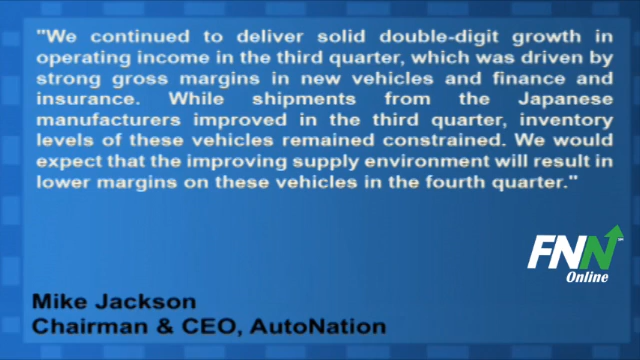 "We continued to deliver solid double-digit growth in
operating income in the third quarter, which was driven by
strong gross margins in new vehicles and finance and
insurance. While shipments from the Japanese
manufacturers improved in the third quarter, inventory
levels of these vehicles remained constrained. We would
expect that the improving supply environment will result in
lower margins on these vehicles in the fourth quarter."
FNN
Online
Mike Jackson
Chairman & CEO, AutoNation